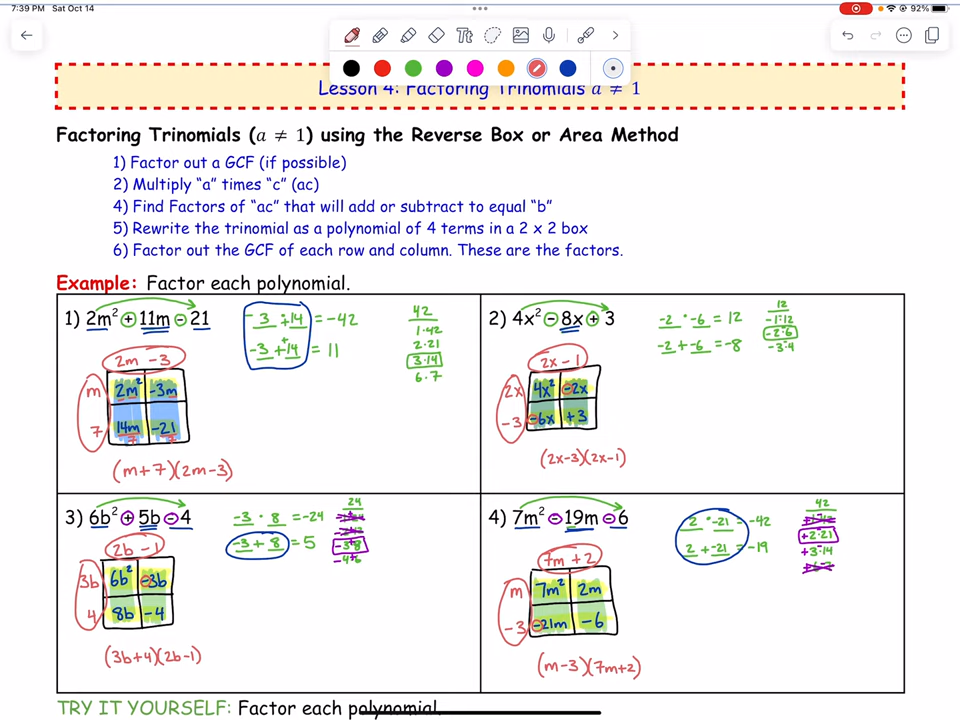 7:39 PM Sat Oct 14
92%
Lesson 4: Factoring Trinomials a ≠ 1
Factoring Trinomials (a ≠ 1) using the Reverse Box or Area Method
1) Factor out a GCF (if possible)
2) Multiply “a” times “c” (ac)
4) Find Factors of “ac” that will add or subtract to equal “b”
5) Rewrite the trinomial as a polynomial of 4 terms in a 2 x 2 box
6) Factor out the GCF of each row and column. These are the factors.
Example: Factor each polynomial.
1) 2m² + 11m − 21
-3 · +14 = -42
-3 + +14 = 11
42
1·42
2·21
3·14
6·7
2m -3
m 2m² -3m
7 14m -21
7 7
(m+7)(2m-3)
2) 4x² − 8x + 3
-2 · -6 = 12
-2 + -6 = -8
12
-1·12
-2·6
-3·4
2x -1
2x 4x² -2x
-3 -6x +3
(2x-3)(2x-1)
3) 6b² + 5b − 4
-3 · 8 = -24
-3 + 8 = 5
24
-3·8
-4·6
2b -1
3b 6b² -3b
4 8b -4
(3b+4)(2b-1)
4) 7m² − 19m − 6
2 · -21 = -42
2 + -21 = -19
42
+2·-21
+3·-14
7m +2
m 7m² 2m
-3 -21m -6
(m-3)(7m+2)
TRY IT YOURSELF: Factor each polynomial.